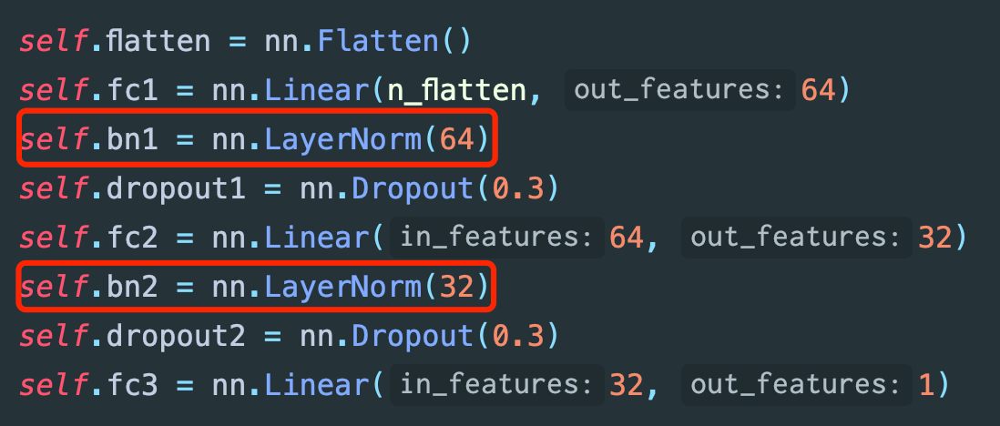 self.flatten = nn.Flatten()
self.fc1 = nn.Linear(n_flatten, out_features: 64)
self.bn1 = nn.LayerNorm(64)
self.dropout1 = nn.Dropout(0.3)
self.fc2 = nn.Linear(in_features: 64, out_features: 32)
self.bn2 = nn.LayerNorm(32)
self.dropout2 = nn.Dropout(0.3)
self.fc3 = nn.Linear(in_features: 32, out_features: 1)